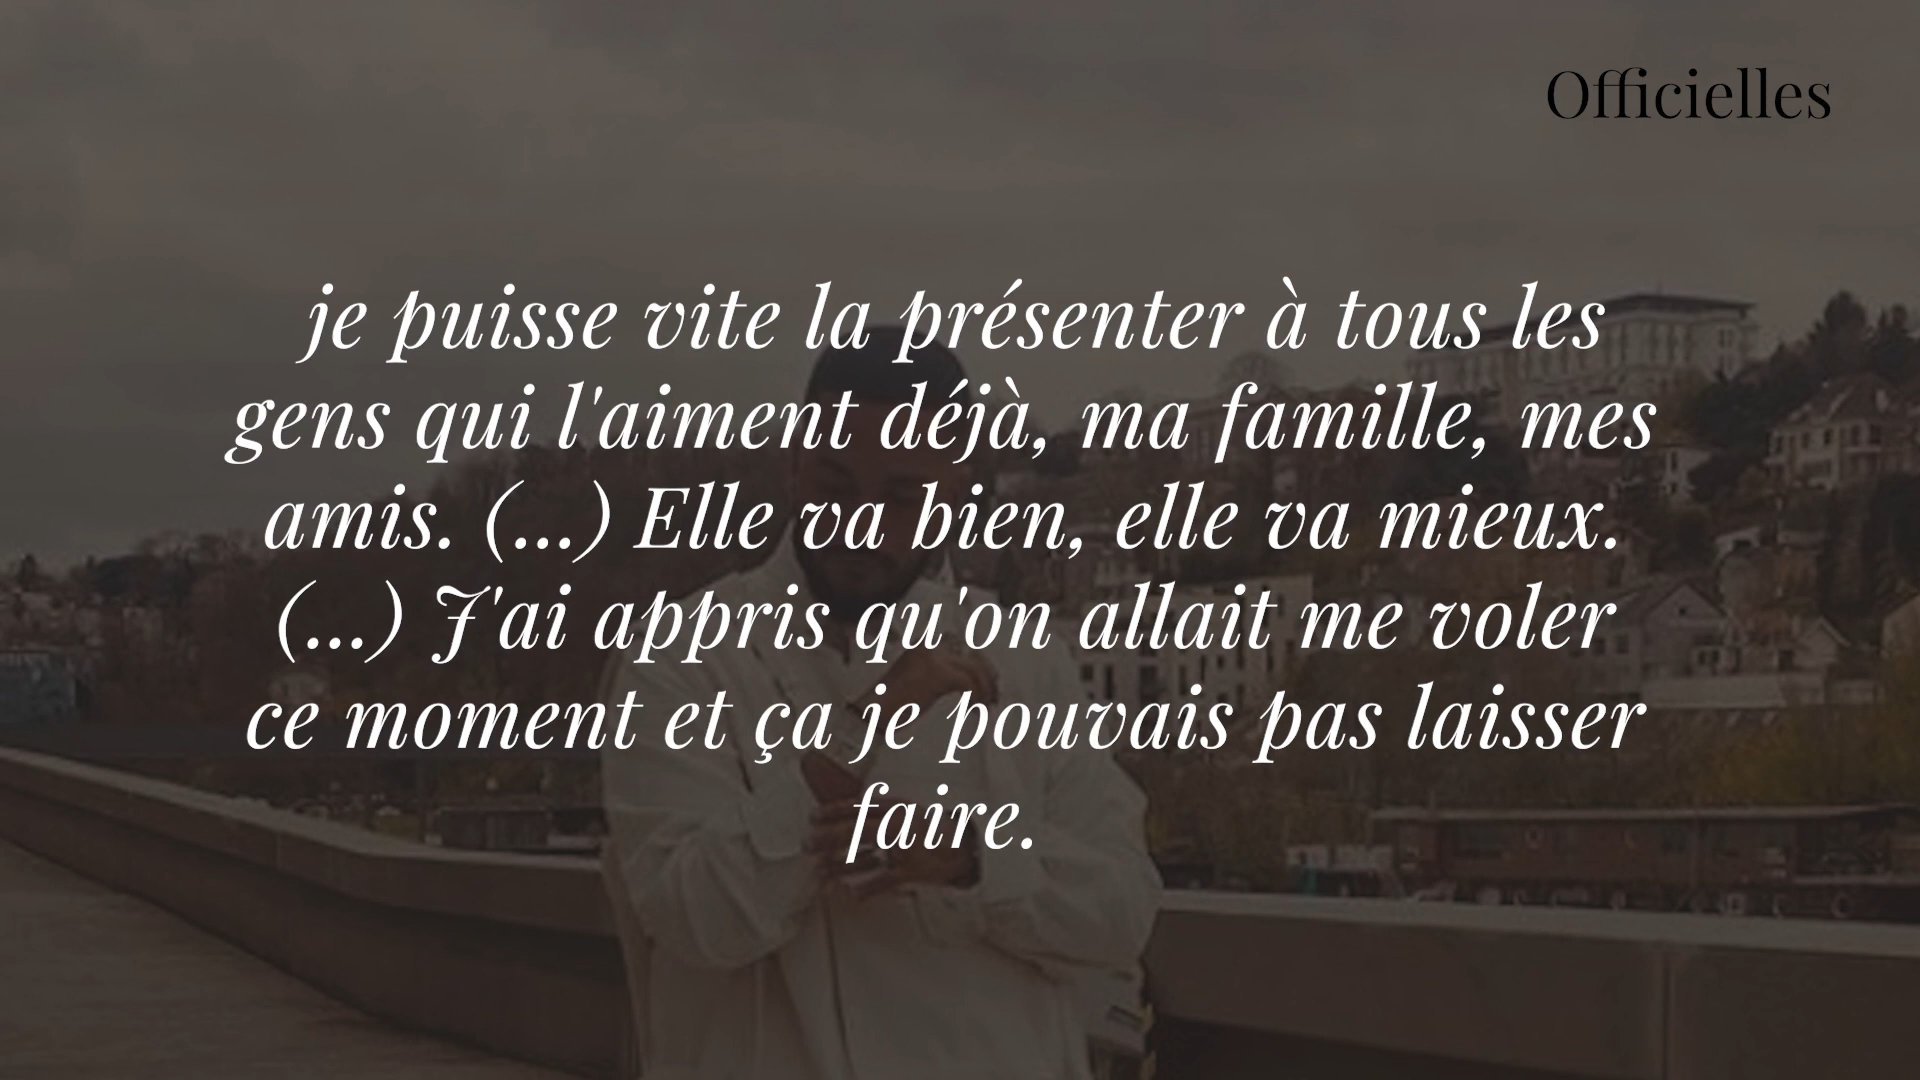 Officielles
je puisse vite la présenter à tous les
gens qui l'aiment déjà, ma famille, mes
amis. (...) Elle va bien, elle va mieux.
(...) J'ai appris qu'on allait me voler
ce moment et ça je pouvais pas laisser
faire.